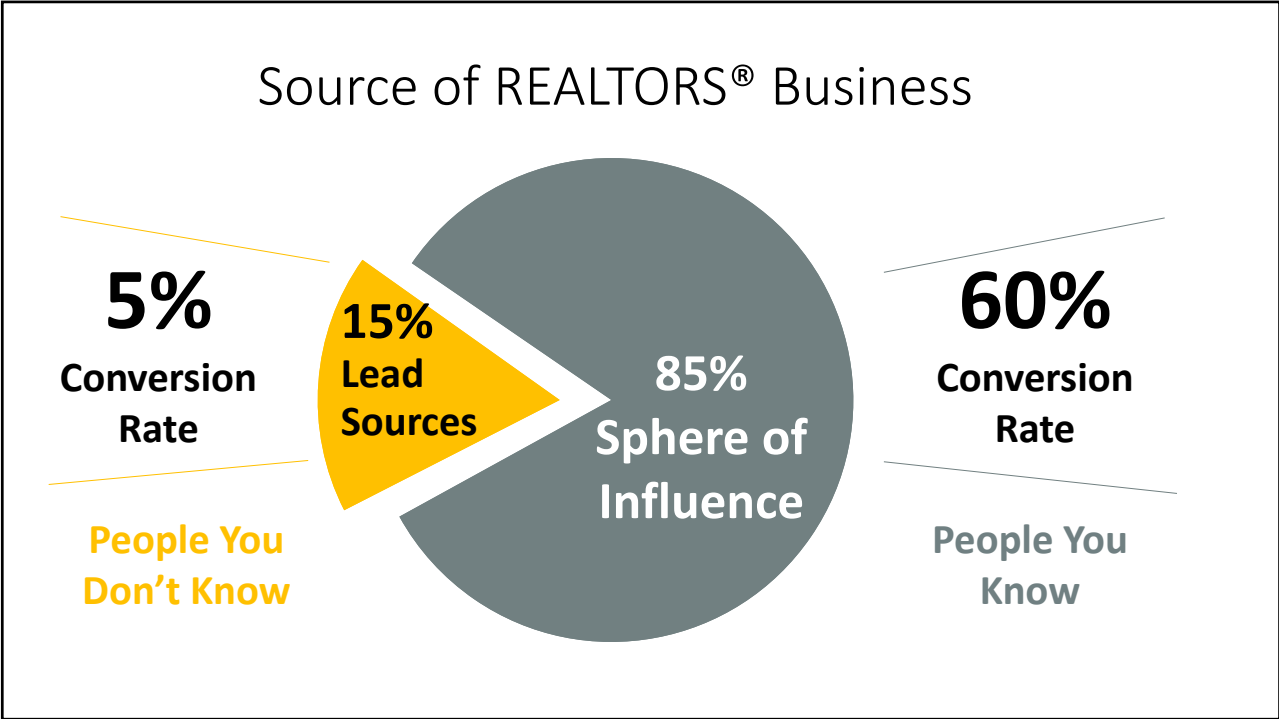 Source of REALTORS® Business
5%
Conversion
Rate
People You
Don’t Know
15%
Lead
Sources
85%
Sphere of
Influence
60%
Conversion
Rate
People You
Know